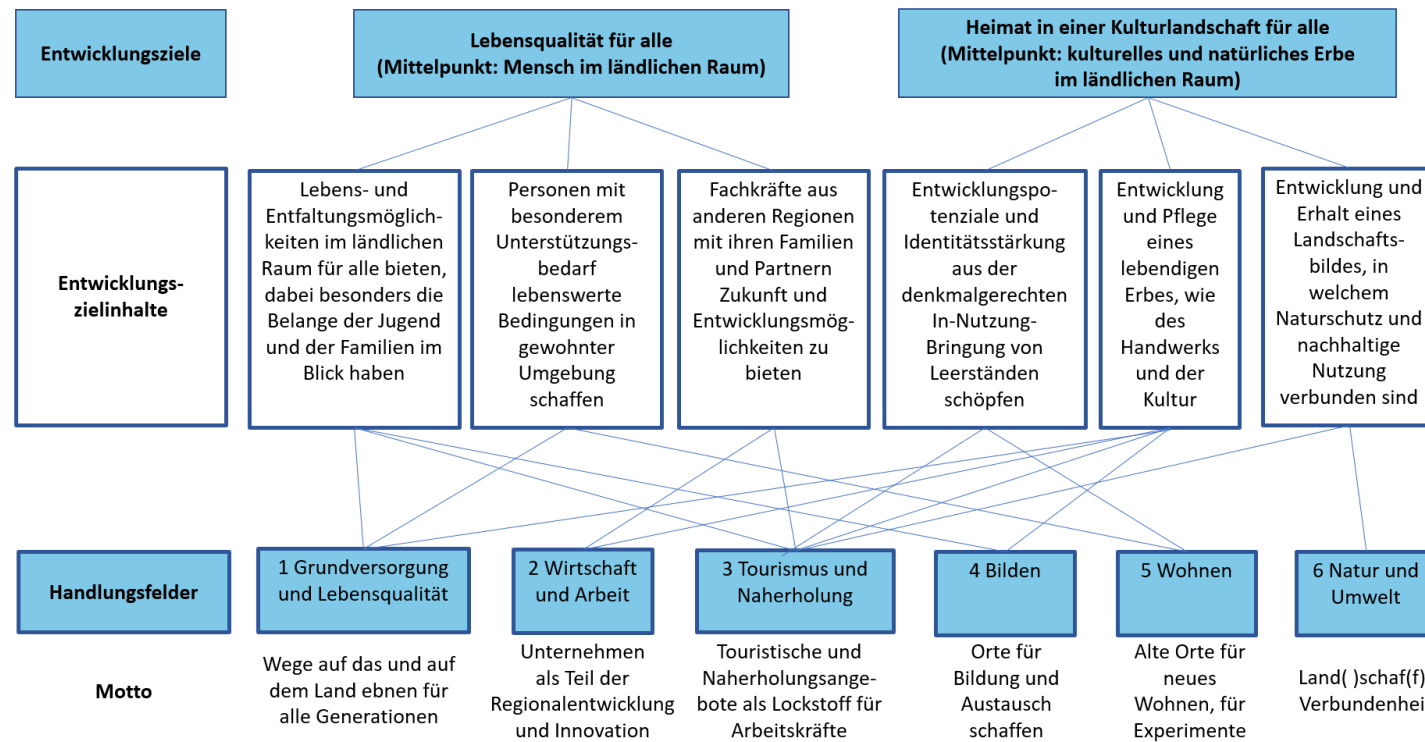 Entwicklungsziele
Lebensqualität für alle
(Mittelpunkt: Mensch im ländlichen Raum)
Heimat in einer Kulturlandschaft für alle
(Mittelpunkt: kulturelles und natürliches Erbe
im ländlichen Raum)
Entwicklungs-
zielinhalte
Lebens- und
Entfaltungsmöglich-
keiten im ländlichen
Raum für alle bieten,
dabei besonders die
Belange der Jugend
und der Familien im
Blick haben
Personen mit
besonderem
Unterstützungs-
bedarf
lebenswerte
Bedingungen in
gewohnter
Umgebung
schaffen
Fachkräfte aus
anderen Regionen
mit ihren Familien
und Partnern
Zukunft und
Entwicklungsmög-
lichkeiten zu
bieten
Entwicklungspo-
tenziale und
Identitätsstärkung
aus der
denkmalgerechten
In-Nutzung-
Bringung von
Leerständen
schöpfen
Entwicklung
und Pflege
eines
lebendigen
Erbes, wie
des
Handwerks
und der
Kultur
Entwicklung und
Erhalt eines
Landschafts-
bildes, in
welchem
Naturschutz und
nachhaltige
Nutzung
verbunden sind
Handlungsfelder
1 Grundversorgung
und Lebensqualität
2 Wirtschaft
und Arbeit
3 Tourismus und
Naherholung
4 Bilden
5 Wohnen
6 Natur und
Umwelt
Motto
Wege auf das und auf
dem Land ebnen für
alle Generationen
Unternehmen
als Teil der
Regionalentwicklung
und Innovation
Touristische und
Naherholungsange-
bote als Lockstoff für
Arbeitskräfte
Orte für
Bildung und
Austausch
schaffen
Alte Orte für
neues
Wohnen, für
Experimente
Land( )schaf(f)
Verbundenhei